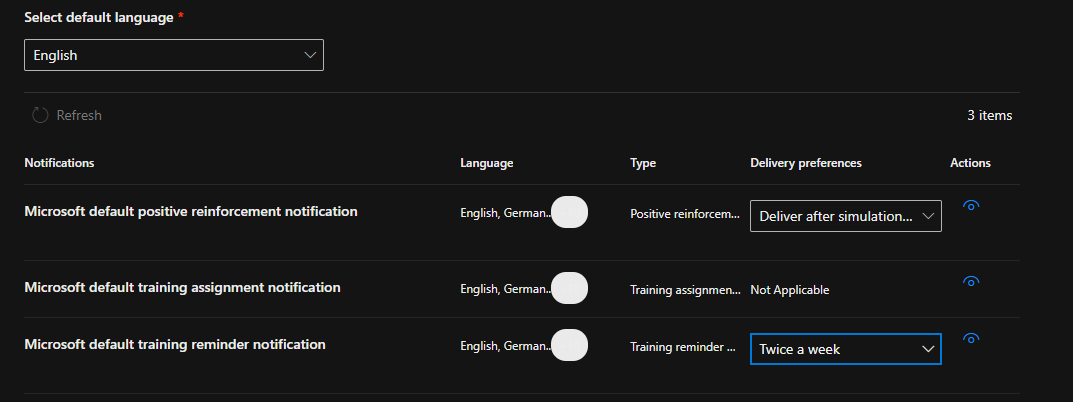 Select default language *
English
Refresh
3 items
Notifications Language Type Delivery preferences Actions
Microsoft default positive reinforcement notification English, German... Positive reinforcem... Deliver after simulation...
Microsoft default training assignment notification English, German... Training assignmen... Not Applicable
Microsoft default training reminder notification English, German... Training reminder ... Twice a week